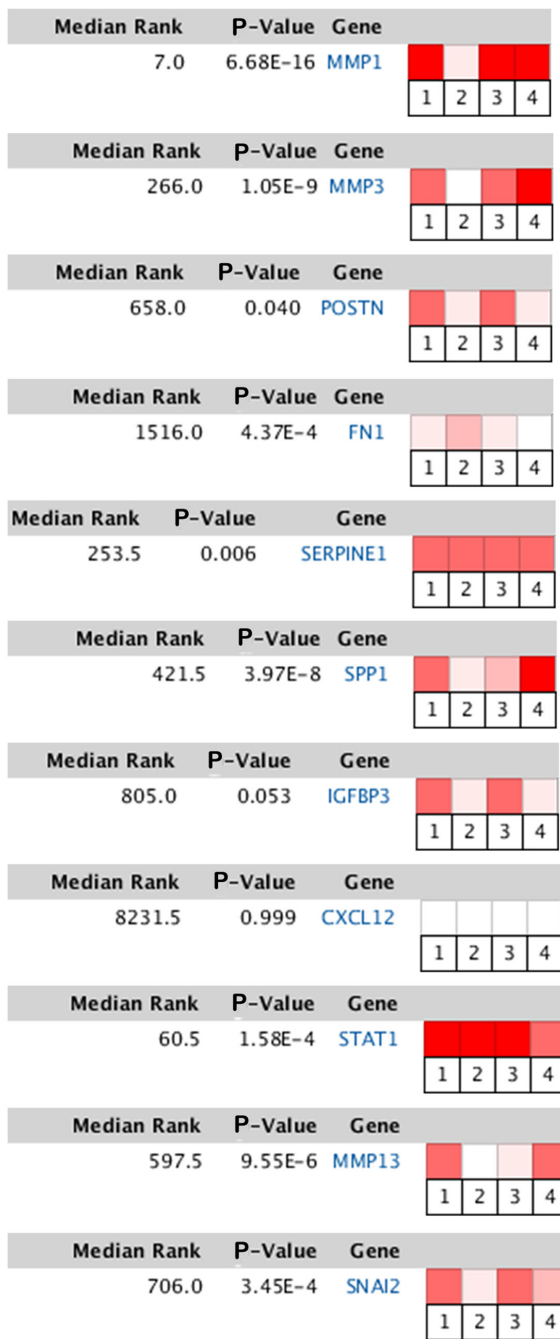 Median Rank P-Value Gene
7.0 6.68E-16 MMP1
1 2 3 4
Median Rank P-Value Gene
266.0 1.05E-9 MMP3
1 2 3 4
Median Rank P-Value Gene
658.0 0.040 POSTN
1 2 3 4
Median Rank P-Value Gene
1516.0 4.37E-4 FN1
1 2 3 4
Median Rank P-Value Gene
253.5 0.006 SERPINE1
1 2 3 4
Median Rank P-Value Gene
421.5 3.97E-8 SPP1
1 2 3 4
Median Rank P-Value Gene
805.0 0.053 IGFBP3
1 2 3 4
Median Rank P-Value Gene
8231.5 0.999 CXCL12
1 2 3 4
Median Rank P-Value Gene
60.5 1.58E-4 STAT1
1 2 3 4
Median Rank P-Value Gene
597.5 9.55E-6 MMP13
1 2 3 4
Median Rank P-Value Gene
706.0 3.45E-4 SNAI2
1 2 3 4